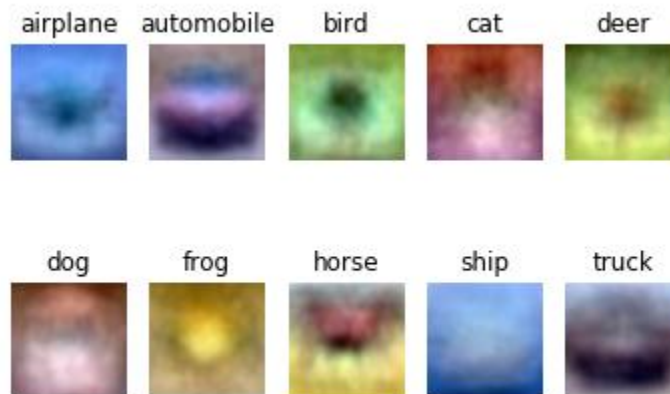 airplane automobile bird cat deer
dog frog horse ship truck